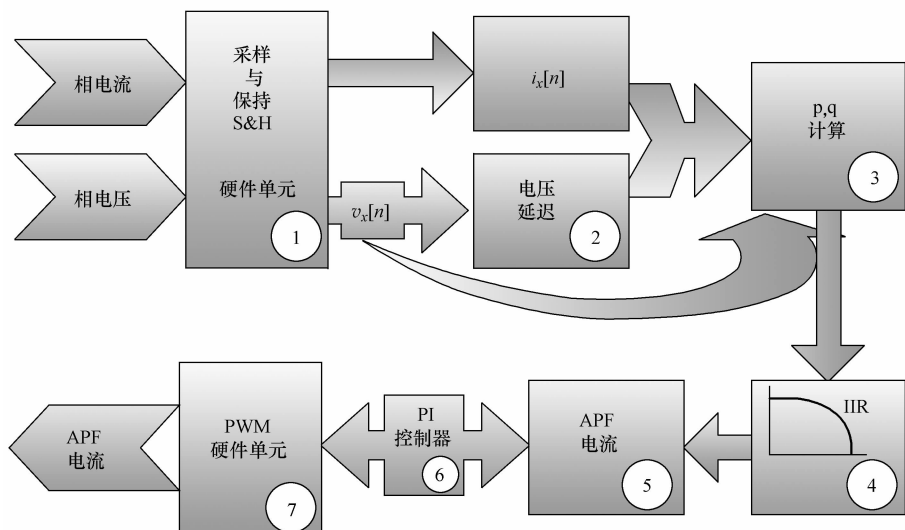 相电流
采样
与
保持
S&H
硬件单元
1
相电压
iₓ[n]
vₓ[n]
电压
延迟
2
p,q
计算
3
IIR
4
APF
电流
5
PI
控制器
6
PWM
硬件单元
7
APF
电流